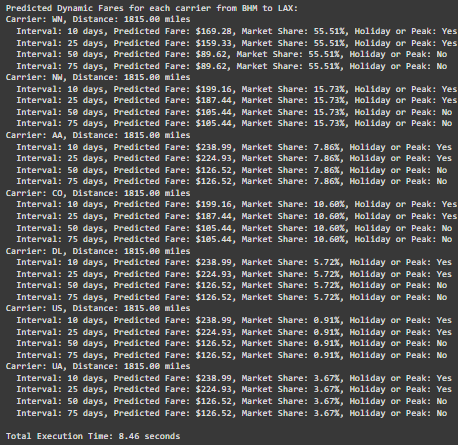 Predicted Dynamic Fares for each carrier from BHM to LAX:
Carrier: WN, Distance: 1815.00 miles
Interval: 10 days, Predicted Fare: $169.28, Market Share: 55.51%, Holiday or Peak: Yes
Interval: 25 days, Predicted Fare: $159.33, Market Share: 55.51%, Holiday or Peak: Yes
Interval: 50 days, Predicted Fare: $89.62, Market Share: 55.51%, Holiday or Peak: No
Interval: 75 days, Predicted Fare: $89.62, Market Share: 55.51%, Holiday or Peak: No
Carrier: NW, Distance: 1815.00 miles
Interval: 10 days, Predicted Fare: $199.16, Market Share: 15.73%, Holiday or Peak: Yes
Interval: 25 days, Predicted Fare: $187.44, Market Share: 15.73%, Holiday or Peak: Yes
Interval: 50 days, Predicted Fare: $105.44, Market Share: 15.73%, Holiday or Peak: No
Interval: 75 days, Predicted Fare: $105.44, Market Share: 15.73%, Holiday or Peak: No
Carrier: AA, Distance: 1815.00 miles
Interval: 10 days, Predicted Fare: $238.99, Market Share: 7.86%, Holiday or Peak: Yes
Interval: 25 days, Predicted Fare: $224.93, Market Share: 7.86%, Holiday or Peak: Yes
Interval: 50 days, Predicted Fare: $126.52, Market Share: 7.86%, Holiday or Peak: No
Interval: 75 days, Predicted Fare: $126.52, Market Share: 7.86%, Holiday or Peak: No
Carrier: CO, Distance: 1815.00 miles
Interval: 10 days, Predicted Fare: $199.16, Market Share: 10.60%, Holiday or Peak: Yes
Interval: 25 days, Predicted Fare: $187.44, Market Share: 10.60%, Holiday or Peak: Yes
Interval: 50 days, Predicted Fare: $105.44, Market Share: 10.60%, Holiday or Peak: No
Interval: 75 days, Predicted Fare: $105.44, Market Share: 10.60%, Holiday or Peak: No
Carrier: DL, Distance: 1815.00 miles
Interval: 10 days, Predicted Fare: $238.99, Market Share: 5.72%, Holiday or Peak: Yes
Interval: 25 days, Predicted Fare: $224.93, Market Share: 5.72%, Holiday or Peak: Yes
Interval: 50 days, Predicted Fare: $126.52, Market Share: 5.72%, Holiday or Peak: No
Interval: 75 days, Predicted Fare: $126.52, Market Share: 5.72%, Holiday or Peak: No
Carrier: US, Distance: 1815.00 miles
Interval: 10 days, Predicted Fare: $238.99, Market Share: 0.91%, Holiday or Peak: Yes
Interval: 25 days, Predicted Fare: $224.93, Market Share: 0.91%, Holiday or Peak: Yes
Interval: 50 days, Predicted Fare: $126.52, Market Share: 0.91%, Holiday or Peak: No
Interval: 75 days, Predicted Fare: $126.52, Market Share: 0.91%, Holiday or Peak: No
Carrier: UA, Distance: 1815.00 miles
Interval: 10 days, Predicted Fare: $238.99, Market Share: 3.67%, Holiday or Peak: Yes
Interval: 25 days, Predicted Fare: $224.93, Market Share: 3.67%, Holiday or Peak: Yes
Interval: 50 days, Predicted Fare: $126.52, Market Share: 3.67%, Holiday or Peak: No
Interval: 75 days, Predicted Fare: $126.52, Market Share: 3.67%, Holiday or Peak: No
Total Execution Time: 8.46 seconds